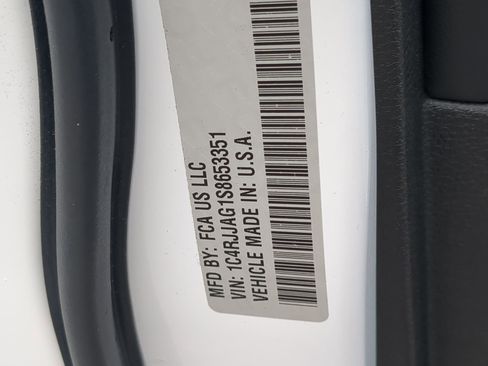 MFD BY: FCA US LLC
VIN: 1C4RJJAG1S8653351
VEHICLE MADE IN: U.S.A.